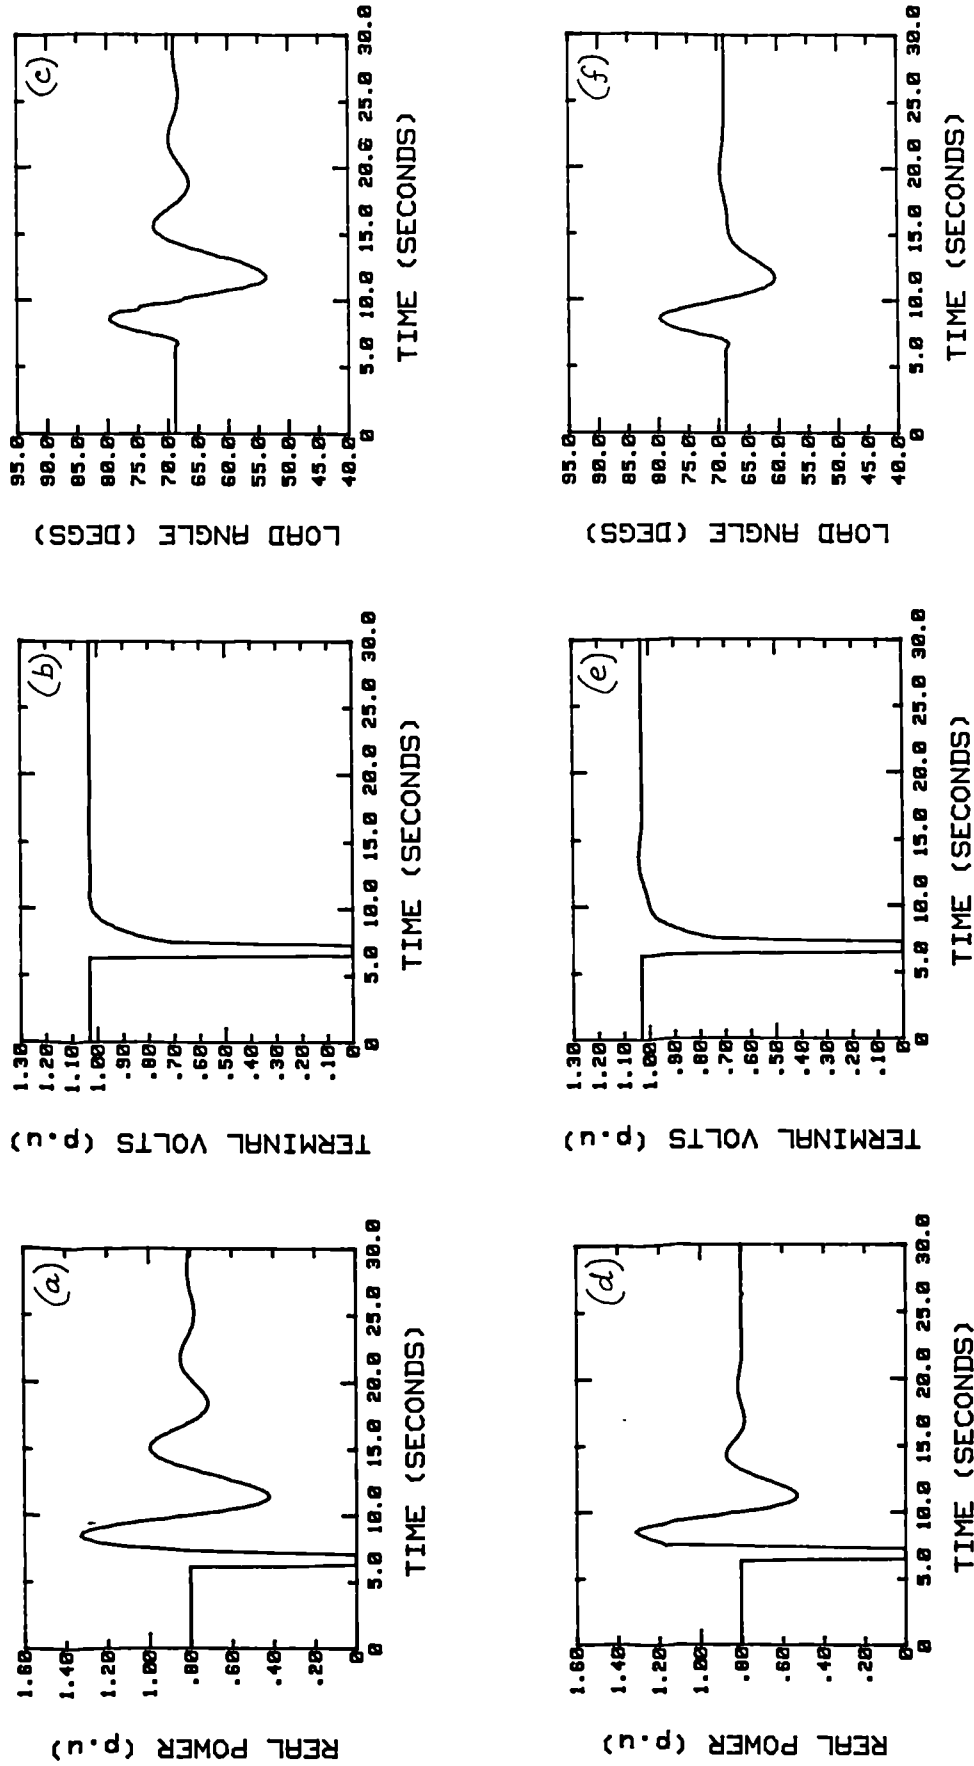 (a)
1.60
1.40
1.20
1.00
.80
.60
.40
.20
0
0 5.0 10.0 15.0 20.0 25.0 30.0
REAL POWER (p.u)
TIME (SECONDS)
(b)
1.30
1.20
1.10
1.00
.90
.80
.70
.60
.50
.40
.30
.20
.10
0
0 5.0 10.0 15.0 20.0 25.0 30.0
TERMINAL VOLTS (p.u)
TIME (SECONDS)
(c)
95.0
90.0
85.0
80.0
75.0
70.0
65.0
60.0
55.0
50.0
45.0
40.0
0 5.0 10.0 15.0 20.0 25.0 30.0
LOAD ANGLE (DEGS)
TIME (SECONDS)
(d)
1.60
1.40
1.20
1.00
.80
.60
.40
.20
0
0 5.0 10.0 15.0 20.0 25.0 30.0
REAL POWER (p.u)
TIME (SECONDS)
(e)
1.30
1.20
1.10
1.00
.90
.80
.70
.60
.50
.40
.30
.20
.10
0
0 5.0 10.0 15.0 20.0 25.0 30.0
TERMINAL VOLTS (p.u)
TIME (SECONDS)
(f)
95.0
90.0
85.0
80.0
75.0
70.0
65.0
60.0
55.0
50.0
45.0
40.0
0 5.0 10.0 15.0 20.0 25.0 30.0
LOAD ANGLE (DEGS)
TIME (SECONDS)